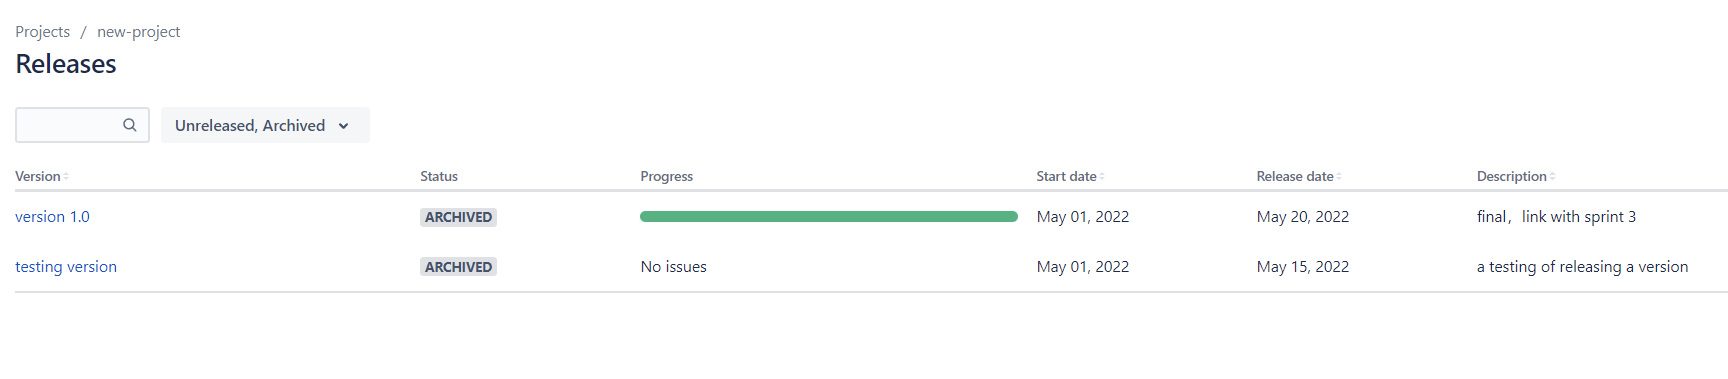 Projects / new-project
Releases
Unreleased, Archived
Version Status Progress Start date Release date Description
version 1.0 ARCHIVED May 01, 2022 May 20, 2022 final，link with sprint 3
testing version ARCHIVED No issues May 01, 2022 May 15, 2022 a testing of releasing a version